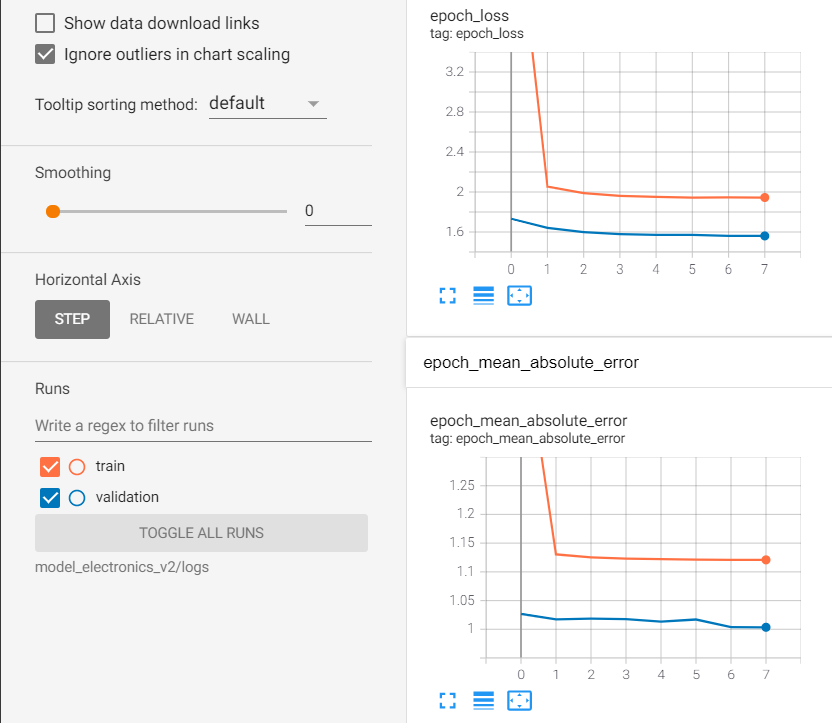 Show data download links
Ignore outliers in chart scaling
Tooltip sorting method: default
Smoothing
0
Horizontal Axis
STEP RELATIVE WALL
Runs
Write a regex to filter runs
train
validation
TOGGLE ALL RUNS
model_electronics_v2/logs
epoch_loss
tag: epoch_loss
3.2
2.8
2.4
2
1.6
0 1 2 3 4 5 6 7
epoch_mean_absolute_error
epoch_mean_absolute_error
tag: epoch_mean_absolute_error
1.25
1.2
1.15
1.1
1.05
1
0 1 2 3 4 5 6 7